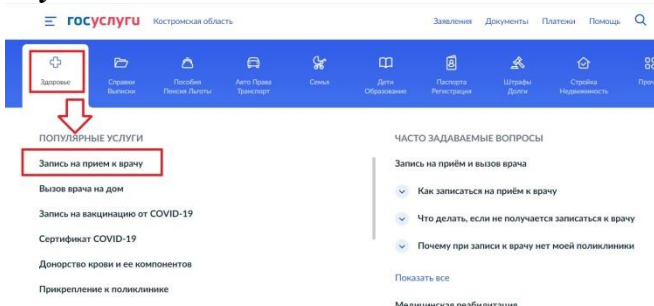 госуслуги Костромская область Заявления Документы Платежи Помощь
Здоровье
Справки Выписки
Пособия Пенсия Льготы
Авто Права Транспорт
Семья
Дети Образование
Паспорта Регистрация
Штрафы Долги
Стройка Недвижимость
ПОПУЛЯРНЫЕ УСЛУГИ
Запись на прием к врачу
Вызов врача на дом
Запись на вакцинацию от COVID-19
Сертификат COVID-19
Донорство крови и ее компонентов
Прикрепление к поликлинике
ЧАСТО ЗАДАВАЕМЫЕ ВОПРОСЫ
Запись на приём и вызов врача
Как записаться на приём к врачу
Что делать, если не получается записаться к врачу
Почему при записи к врачу нет моей поликлиники
Показать все
Медицинская реабилитация